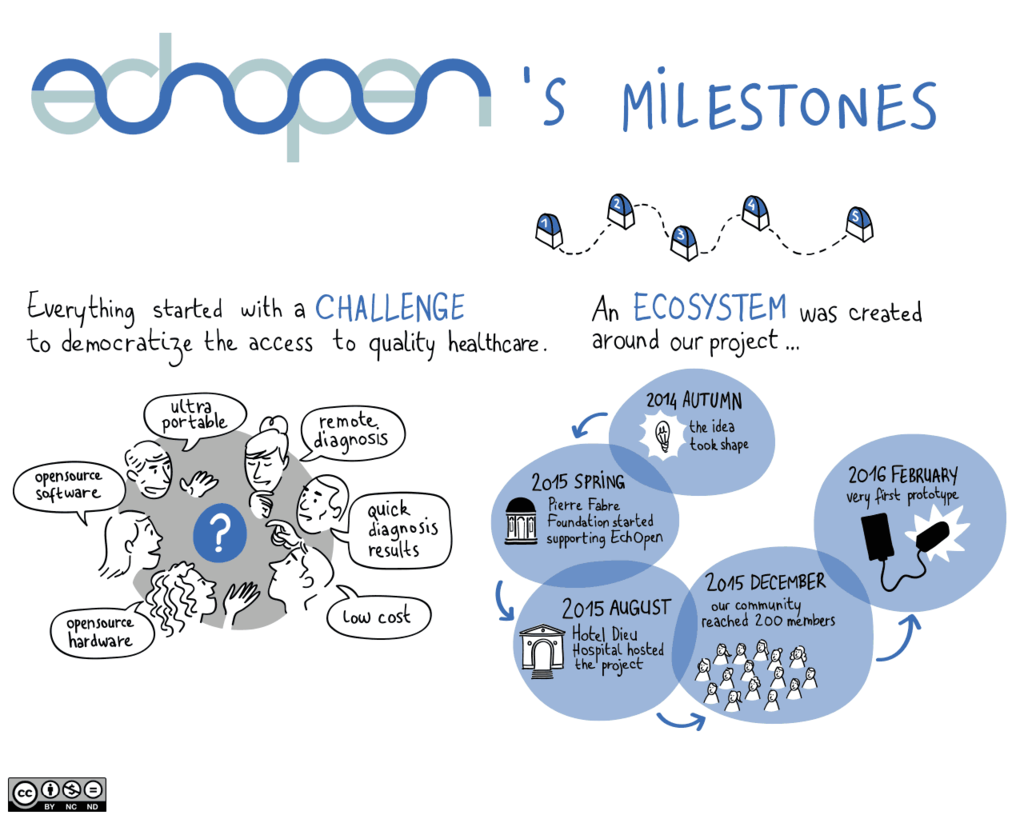 echopen's MILESTONES
1 2 3 4 5
Everything started with a CHALLENGE
to democratize the access to quality healthcare.
ultra
portable
remote
diagnosis
opensource
software
quick
diagnosis
results
?
opensource
hardware
low cost
An ECOSYSTEM was created
around our project ...
2014 AUTUMN
the idea
took shape
2015 SPRING
Pierre Fabre
Foundation started
supporting EchOpen
2015 AUGUST
Hotel Dieu
Hospital hosted
the project
2015 DECEMBER
our community
reached 200 members
2016 FEBRUARY
very first prototype
cc
BY NC ND